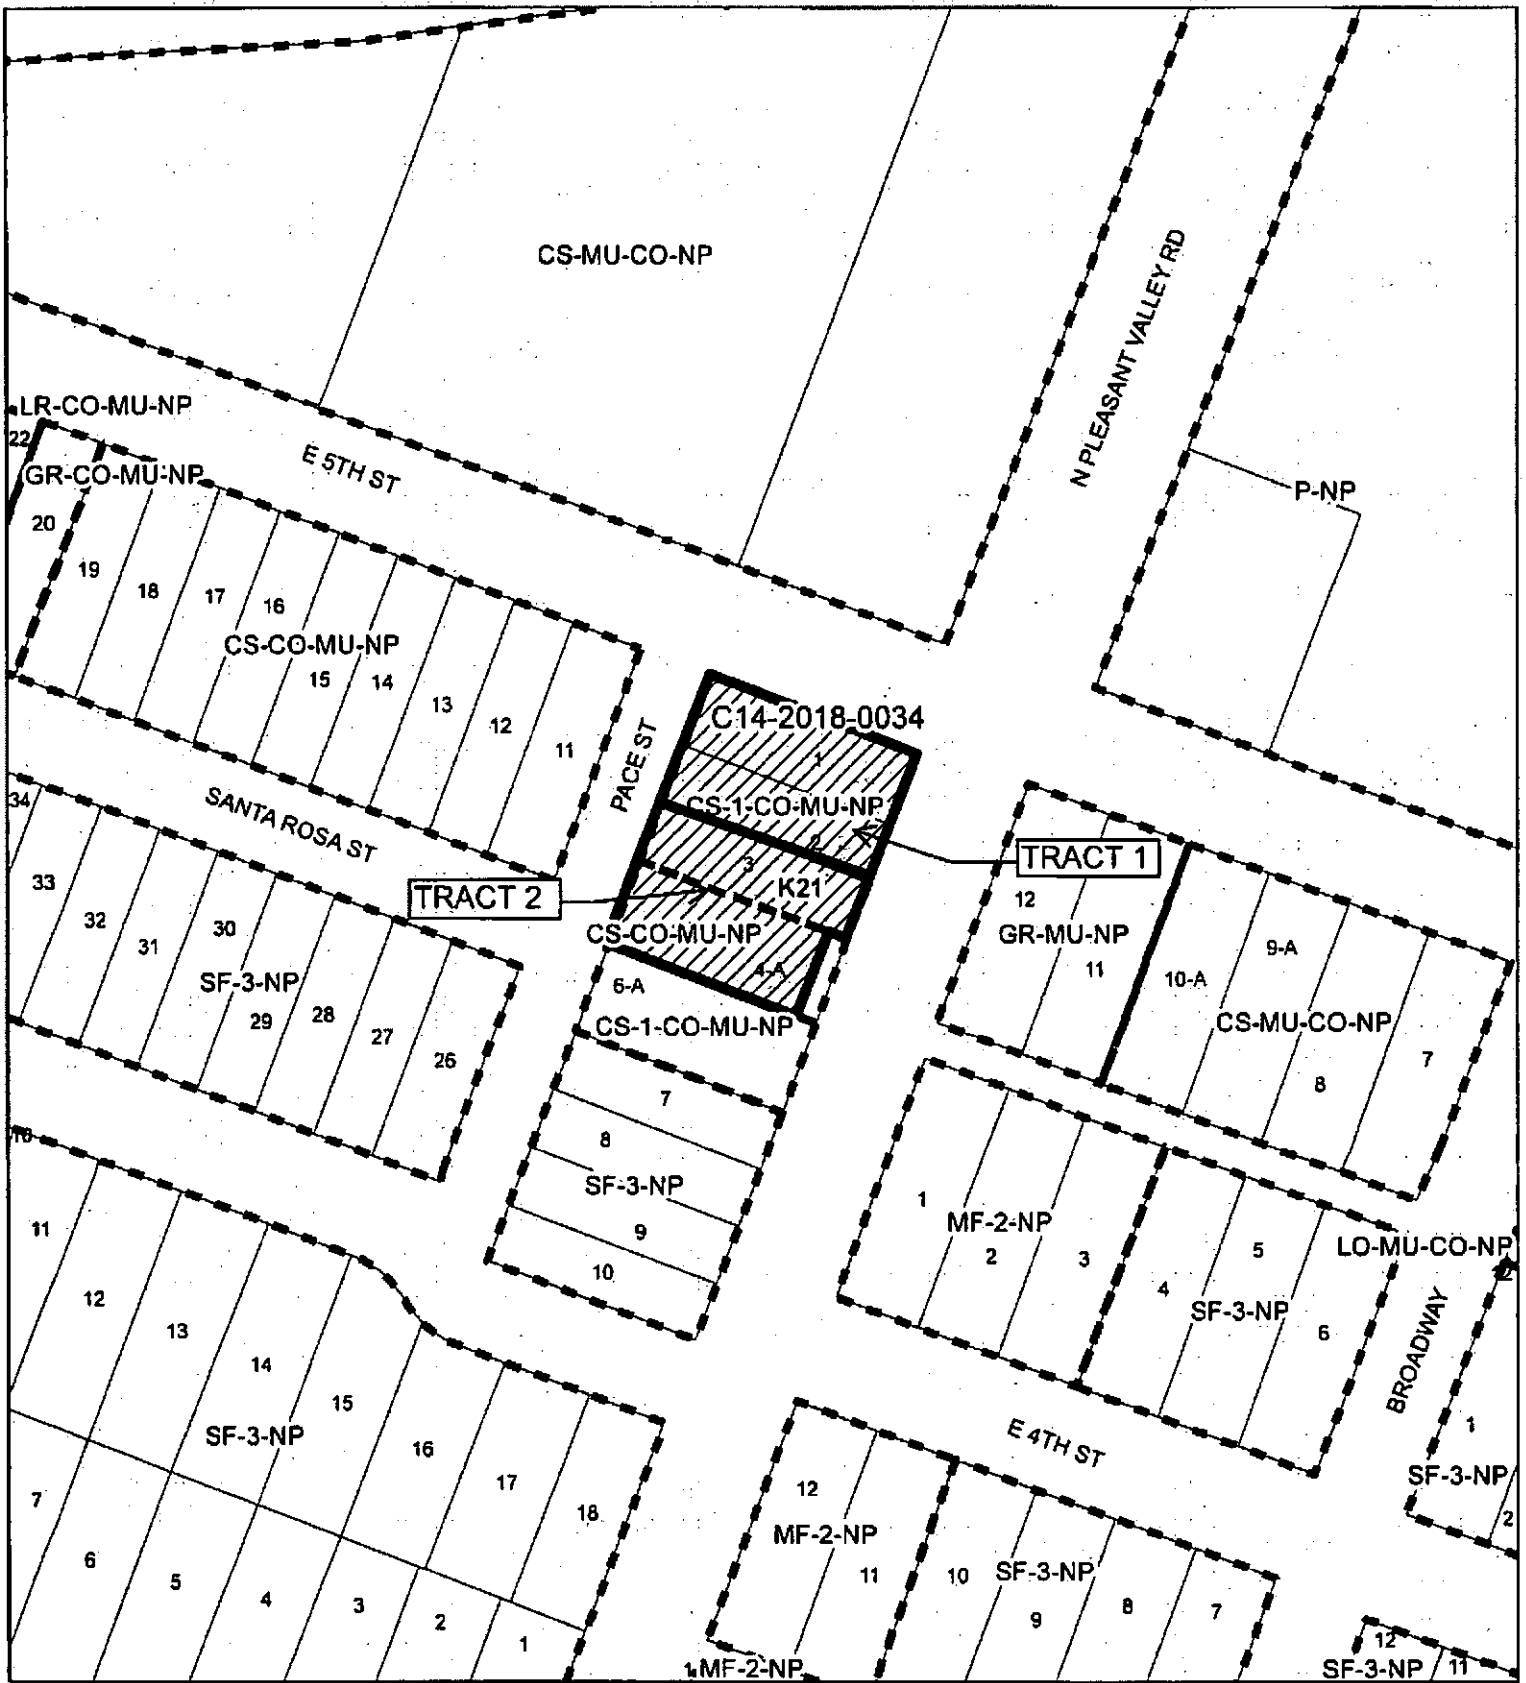 CS-MU-CO-NP
N PLEASANT VALLEY RD
LR-CO-MU-NP
22
E 5TH ST
GR-CO-MU-NP
P-NP
20
19
18
17
16
CS-CO-MU-NP
15
14
13
12
11
PACE ST
C14-2018-0034
1
CS-1-CO-MU-NP
2
TRACT 1
3
K21
TRACT 2
CS-CO-MU-NP
4-A
6-A
CS-1-CO-MU-NP
34
SANTA ROSA ST
33
32
31
30
SF-3-NP
29
28
27
26
12
GR-MU-NP
11
10-A
9-A
CS-MU-CO-NP
8
7
7
8
SF-3-NP
9
10
1
MF-2-NP
2
3
4
5
SF-3-NP
6
LO-MU-CO-NP
BROADWAY
10
11
12
13
14
15
SF-3-NP
16
17
18
7
6
5
4
3
2
1
E 4TH ST
12
MF-2-NP
11
10
SF-3-NP
9
8
7
1
SF-3-NP
2
1
MF-2-NP
12
SF-3-NP
11